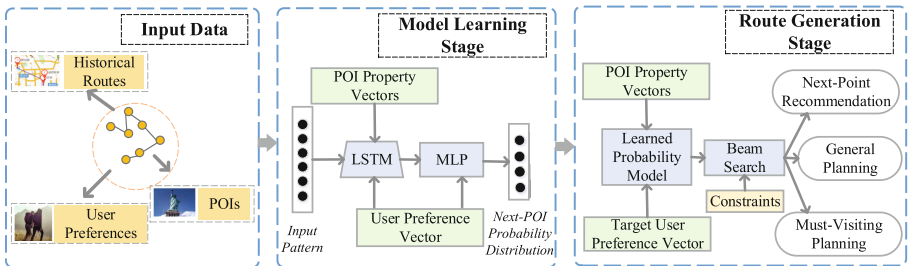 Input Data
Historical
Routes
User
Preferences
POIs
Model Learning
Stage
POI Property
Vectors
LSTM
MLP
User Preference
Vector
Input
Pattern
Next-POI
Probability
Distribution
Route Generation
Stage
POI Property
Vectors
Learned
Probability
Model
Beam
Search
Constraints
Target User
Preference Vector
Next-Point
Recommendation
General
Planning
Must-Visiting
Planning